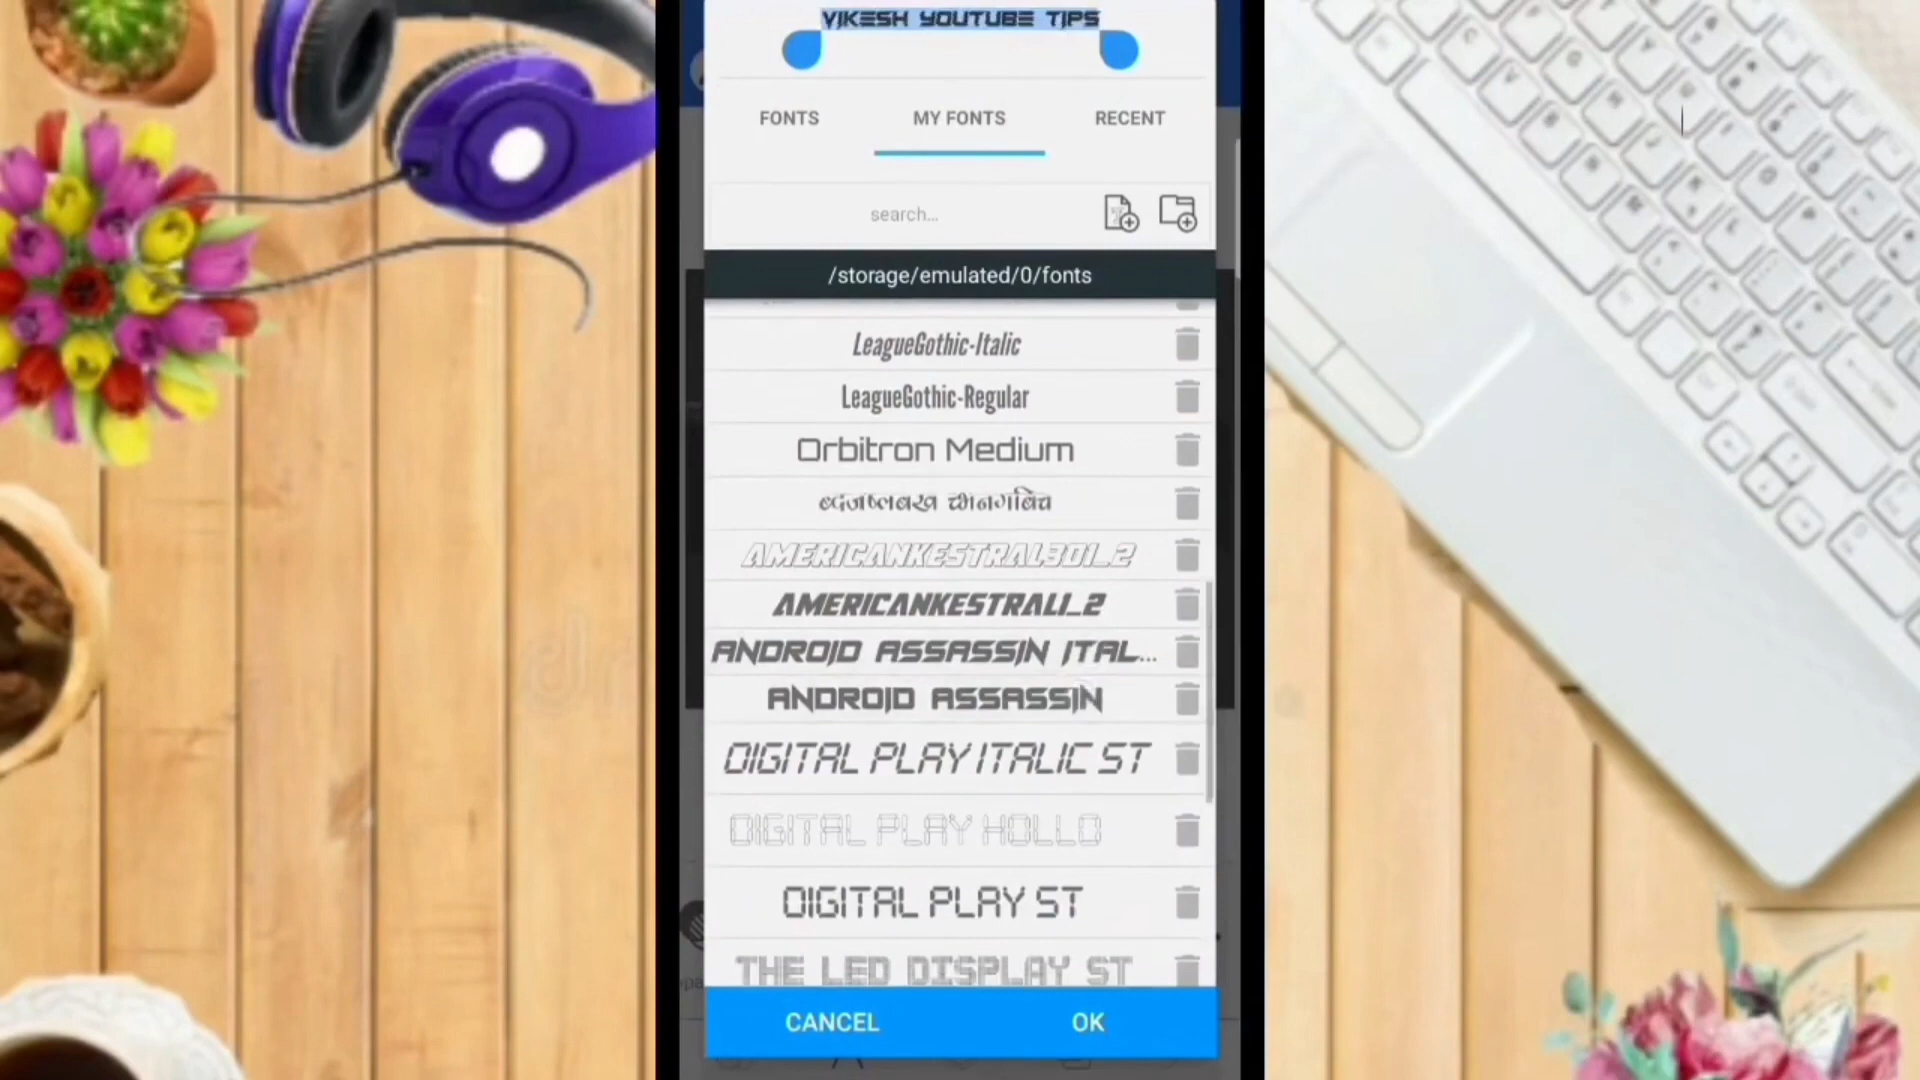 VIKESH YOUTUBE TIPS
FONTS MY FONTS RECENT
search...
/storage/emulated/0/fonts
LeagueGothic-Italic
LeagueGothic-Regular
Orbitron Medium
AMERICANKESTRAL3DI_2
AMERICANKESTRALI_2
ANDROID ASSASSIN ITAL...
ANDROID ASSASSIN
DIGITAL PLAY ITALIC ST
DIGITAL PLAY HOLLO
DIGITAL PLAY ST
THE LED DISPLAY ST
CANCEL OK